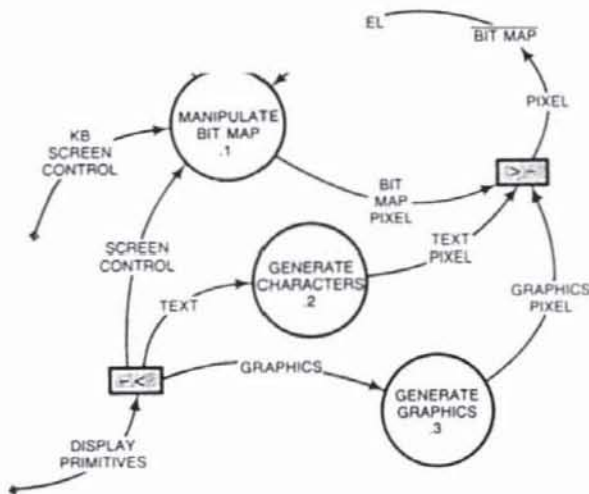 EL
BIT MAP
PIXEL
MANIPULATE
BIT MAP
.1
KB
SCREEN
CONTROL
BIT
MAP
PIXEL
SCREEN
CONTROL
TEXT
GENERATE
CHARACTERS
.2
TEXT
PIXEL
GRAPHICS
PIXEL
GRAPHICS
GENERATE
GRAPHICS
.3
DISPLAY
PRIMITIVES